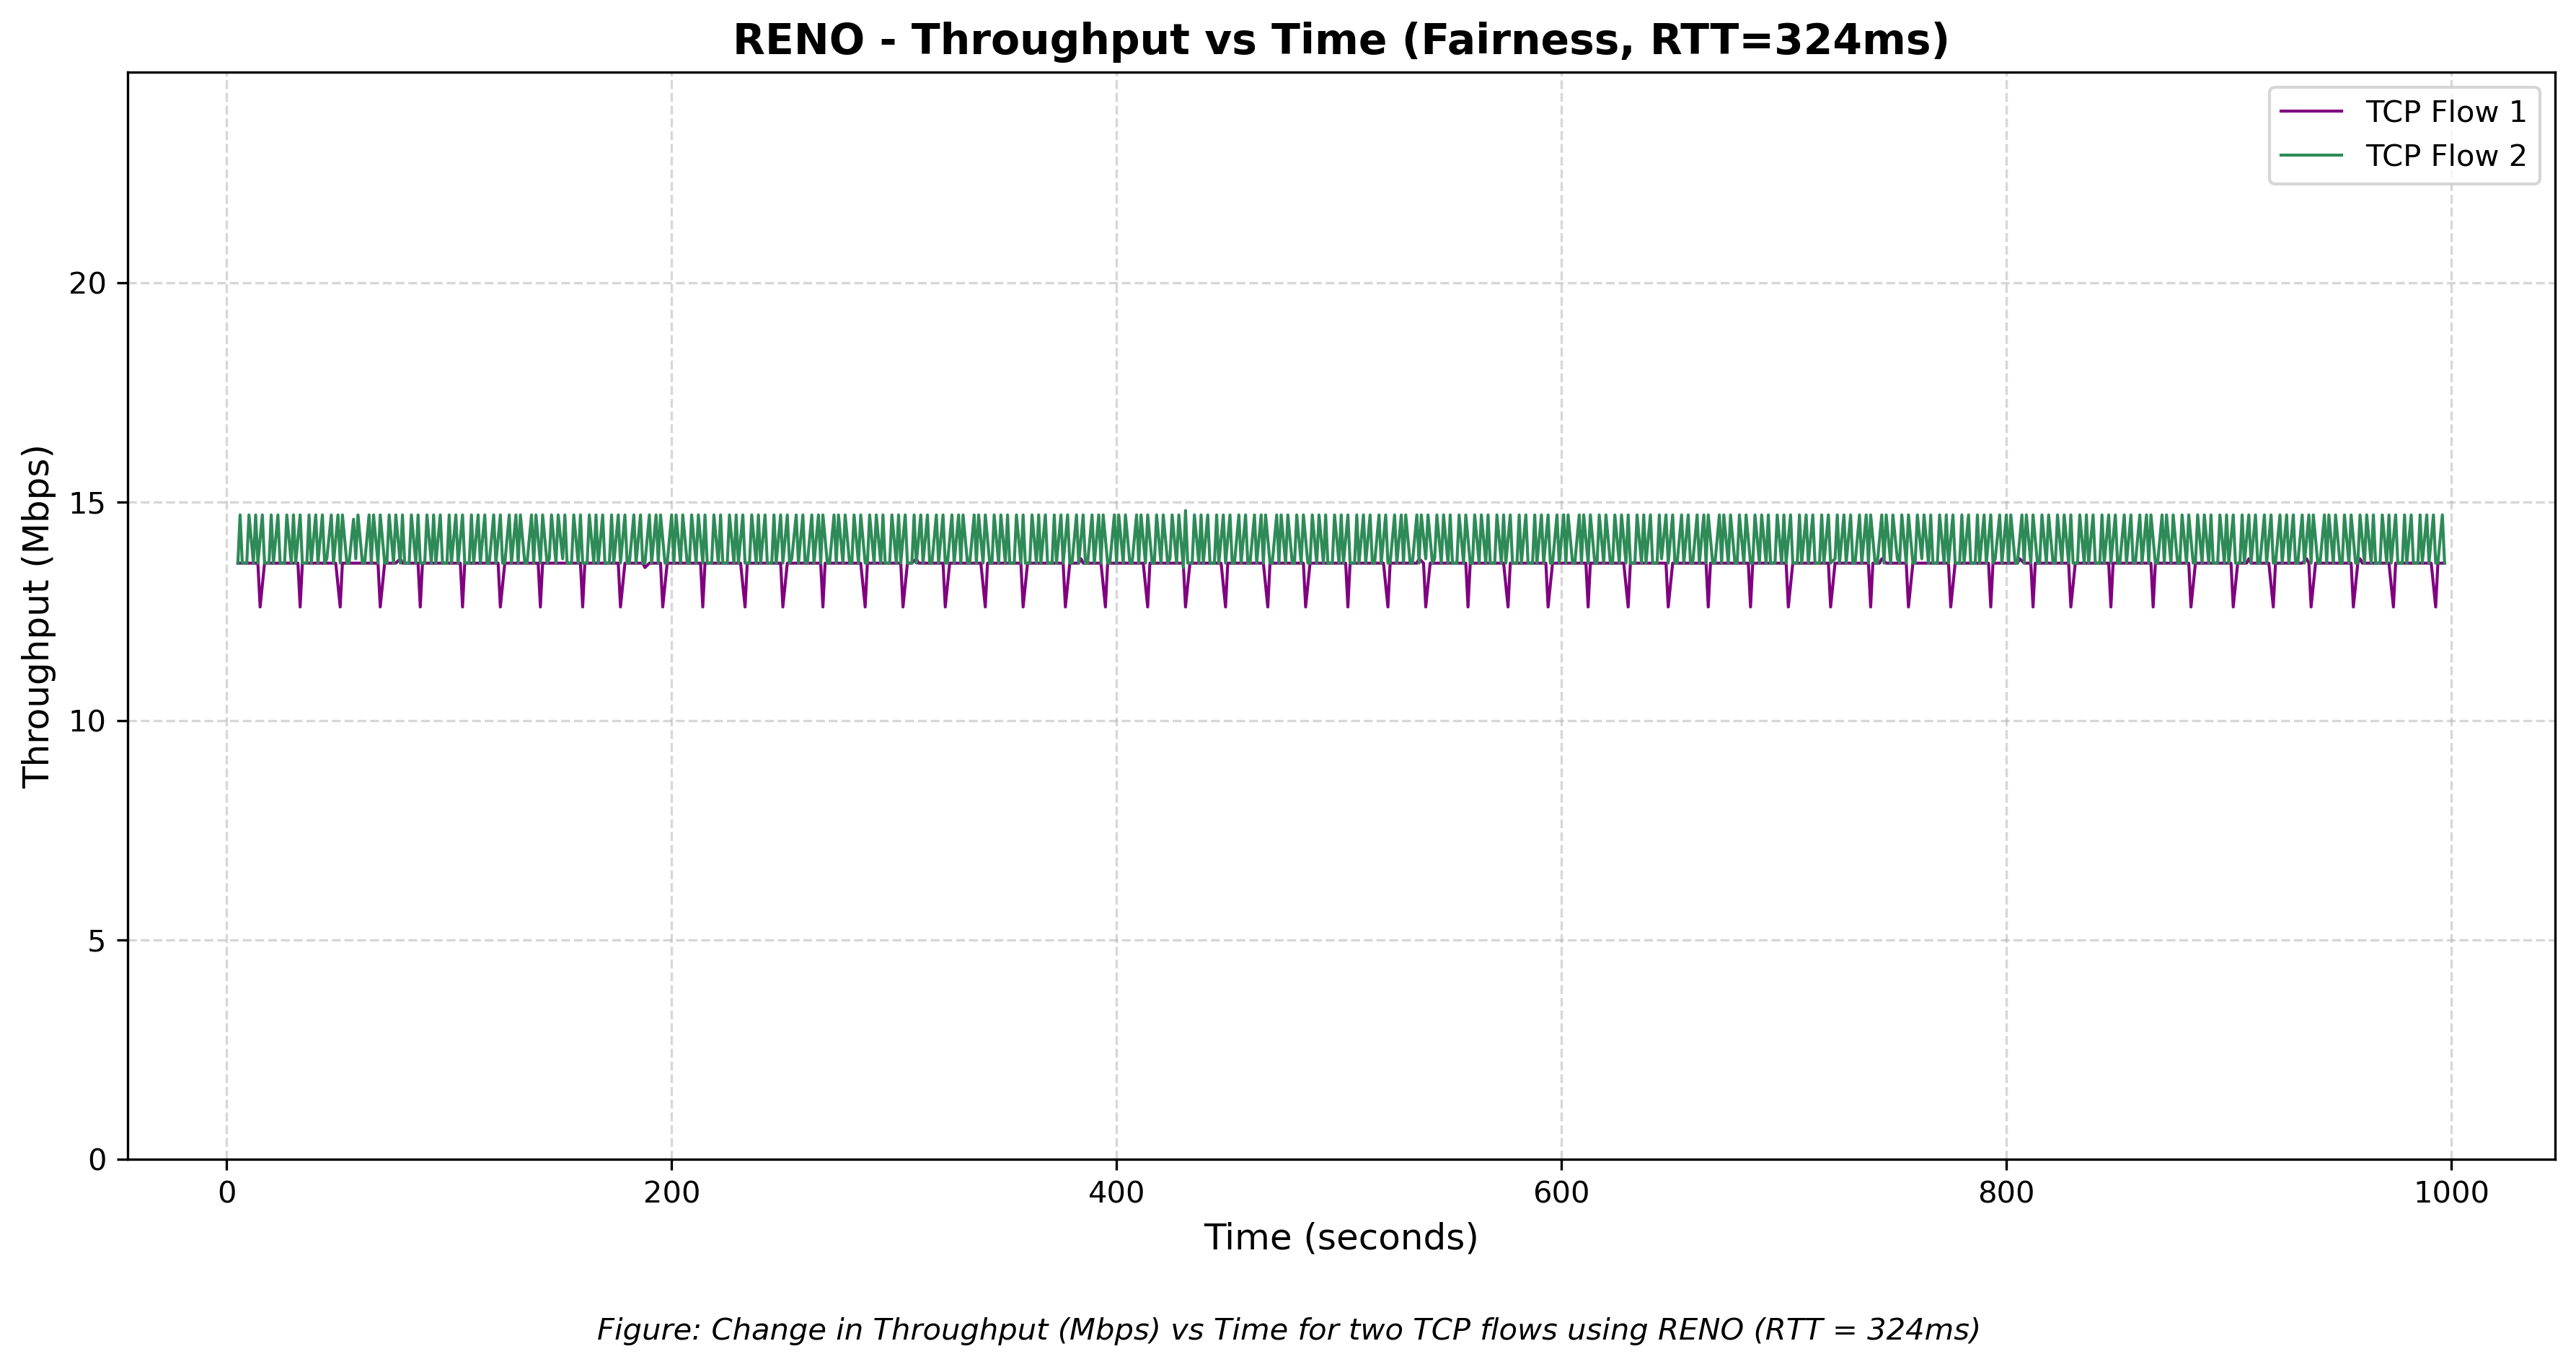 RENO - Throughput vs Time (Fairness, RTT=324ms)
TCP Flow 1
TCP Flow 2
Throughput (Mbps)
20
15
10
5
0
0 200 400 600 800 1000
Time (seconds)
Figure: Change in Throughput (Mbps) vs Time for two TCP flows using RENO (RTT = 324ms)